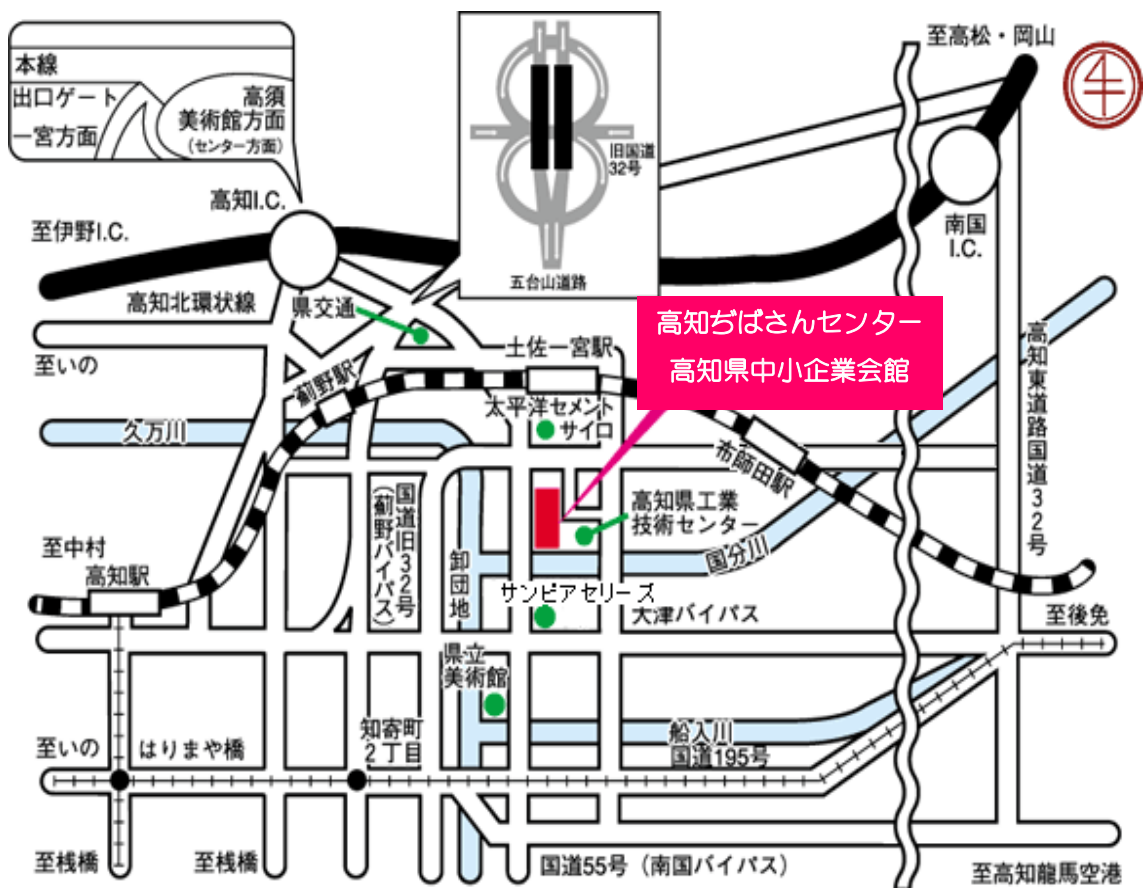 本線
出口ゲート
一宮方面
高須
美術館方面
(センター方面)
旧国道
32号
五台山道路
至高松・岡山
高知I.C.
至伊野I.C.
南国
I.C.
高知北環状線
県交通
至いの
高知ぢばさんセンター
高知県中小企業会館
土佐一宮駅
薊野駅
太平洋セメント
サイロ
久万川
布師田駅
高知東道路国道32号
国道旧32号
(薊野バイパス)
高知県工業
技術センター
至中村
高知駅
卸団地
国分川
サンピアセリーズ
大津バイパス
至後免
県立
美術館
知寄町
2丁目
船入川
国道195号
至いの
はりまや橋
至桟橋
至桟橋
国道55号(南国バイパス)
至高知龍馬空港